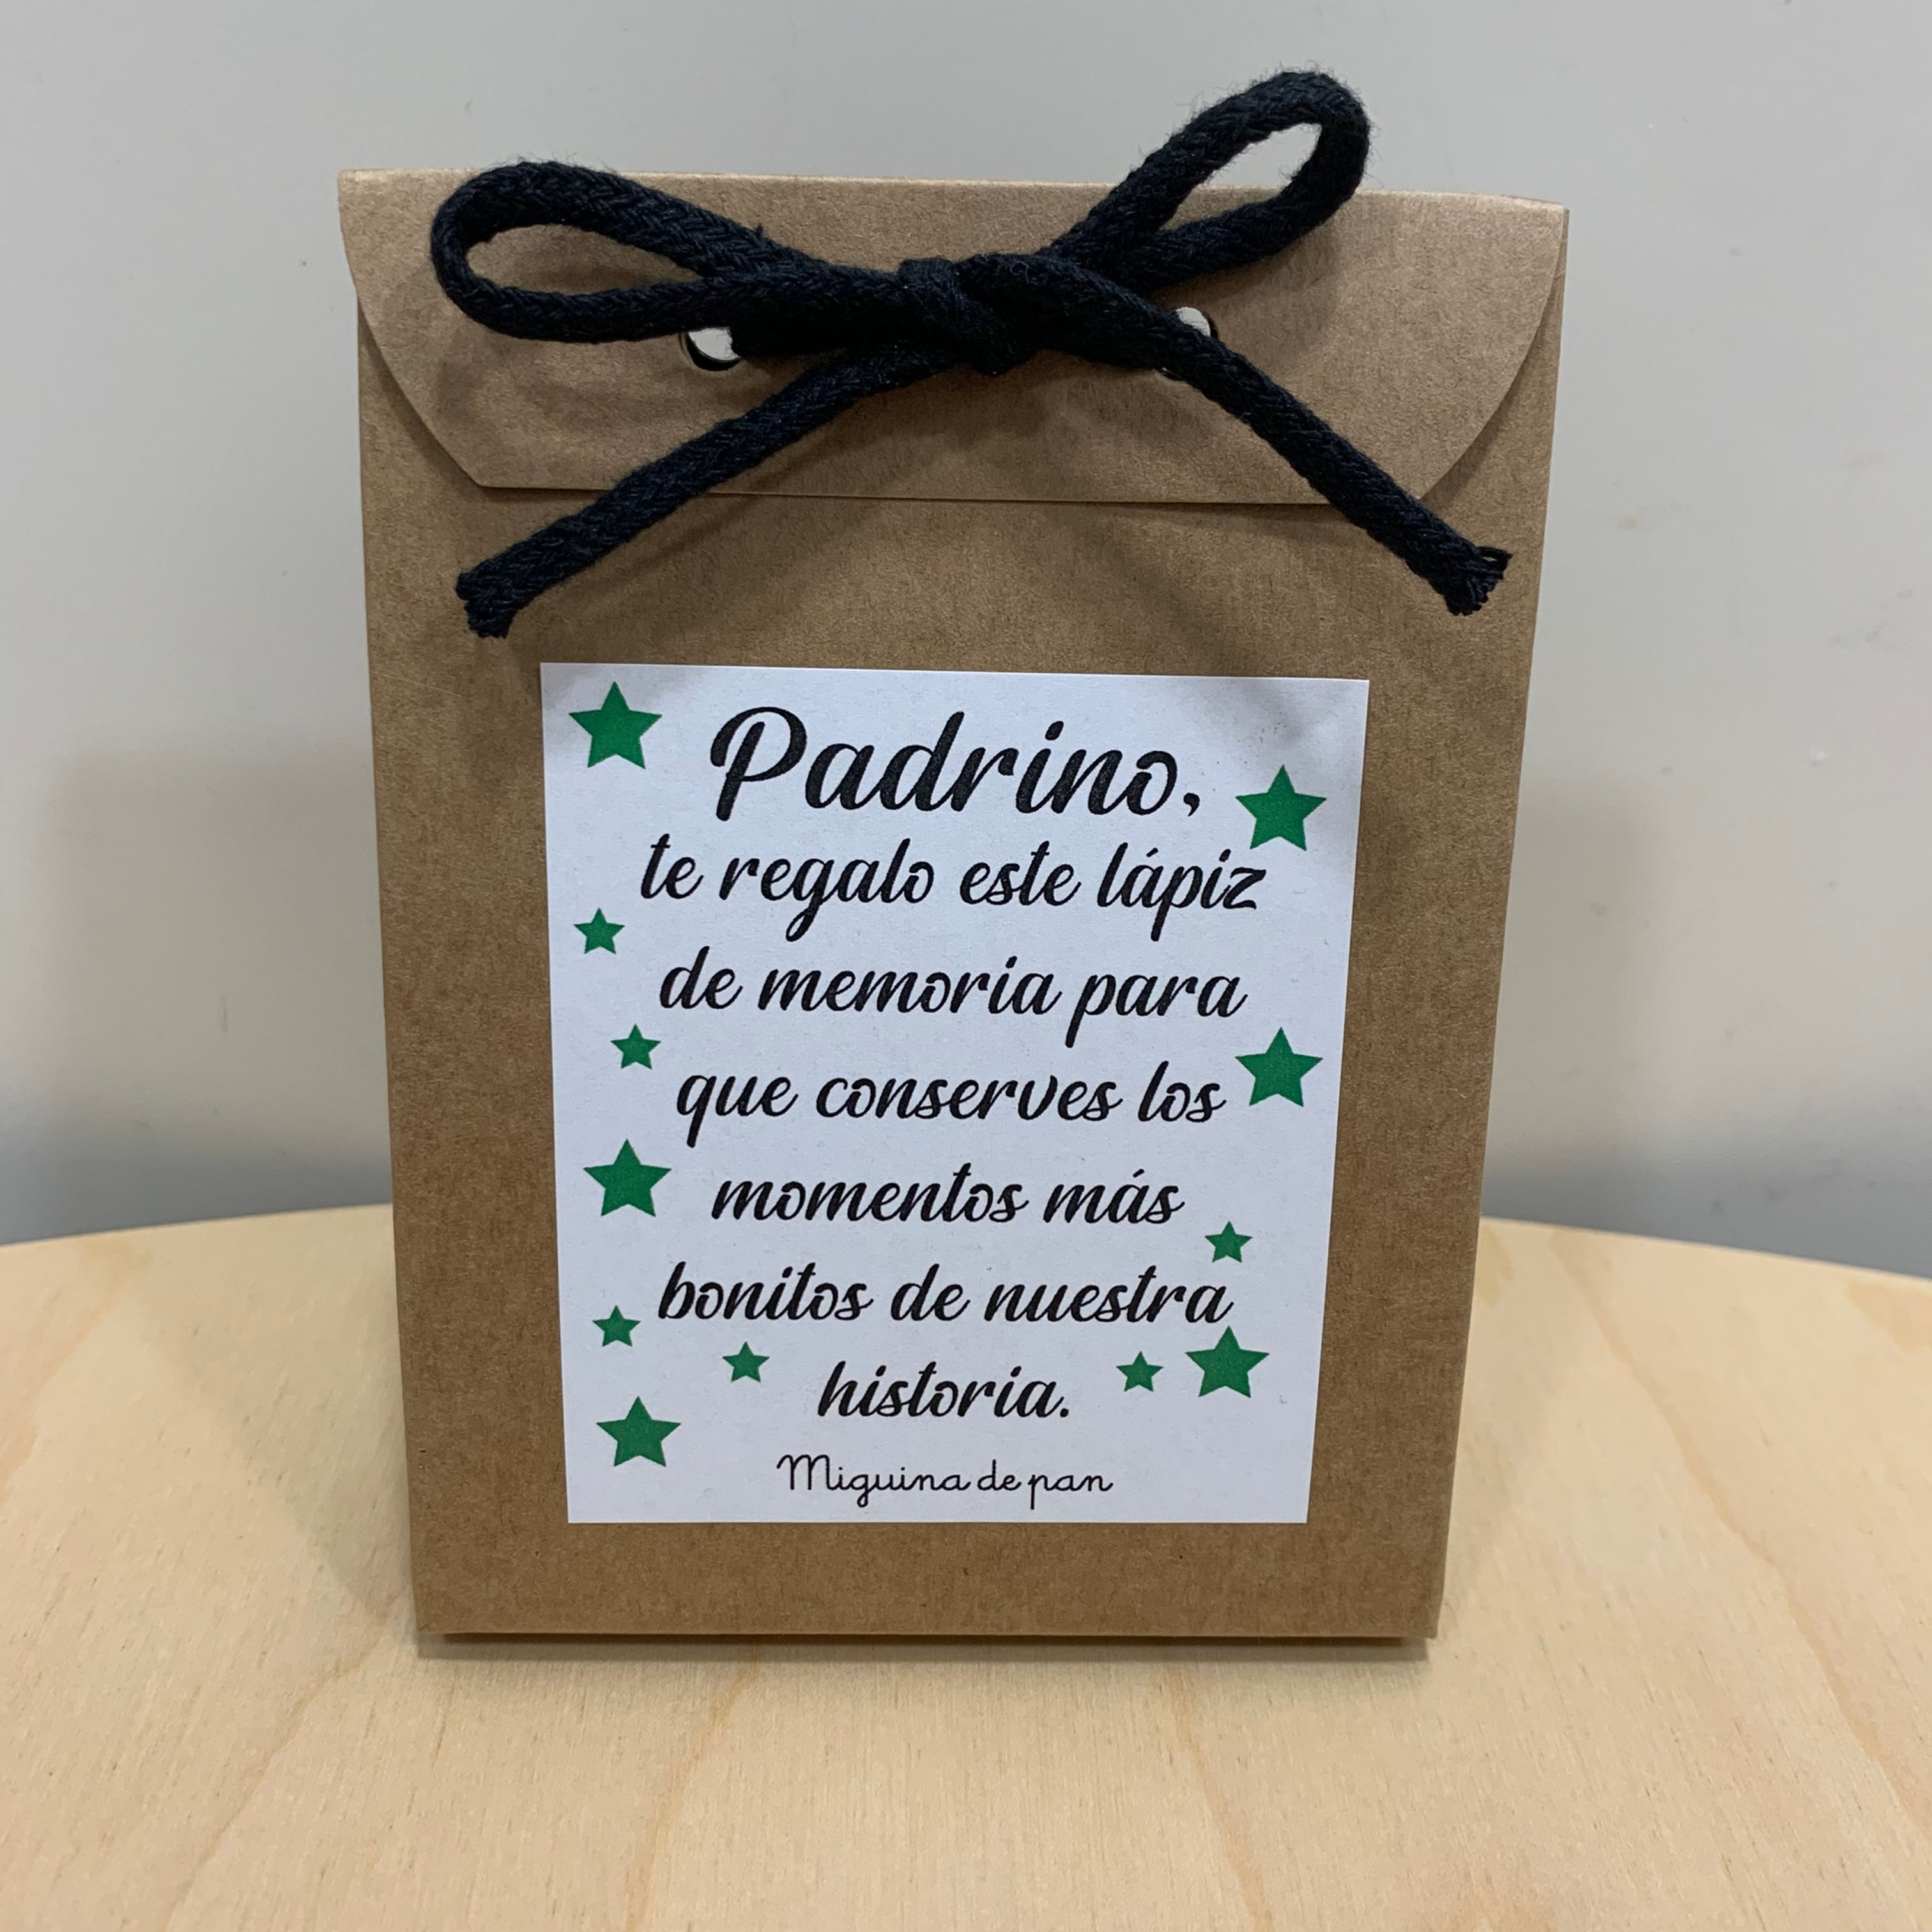 Padrino,
te regalo este lápiz
de memoria para
que conserves los
momentos más
bonitos de nuestra
historia.
Miguina de pan